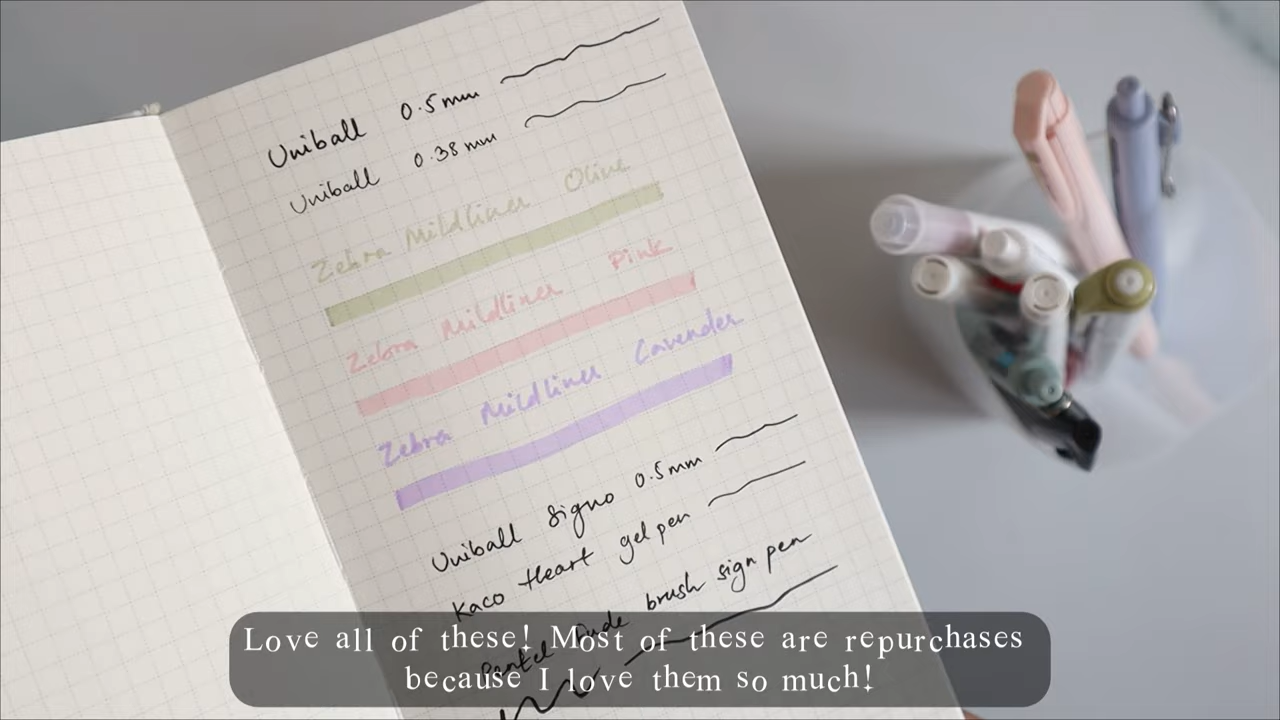 Uniball 0.5mm
Uniball 0.38mm
Zebra Mildliner Olive
Zebra Mildliner Pink
Zebra Mildliner Lavender
Uniball Signo 0.5mm
Kaco Heart gel pen
Pentel Fude brush sign pen
Love all of these! Most of these are repurchases
because I love them so much!